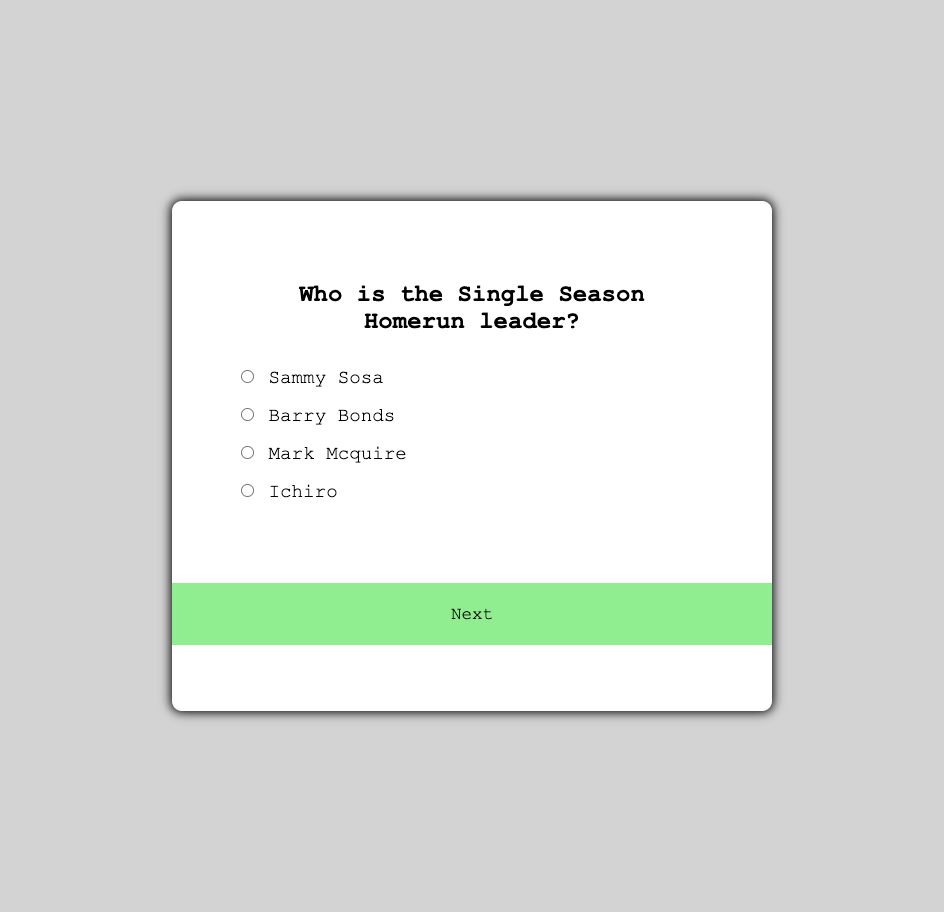 Who is the Single Season
Homerun leader?
Sammy Sosa
Barry Bonds
Mark Mcquire
Ichiro
Next